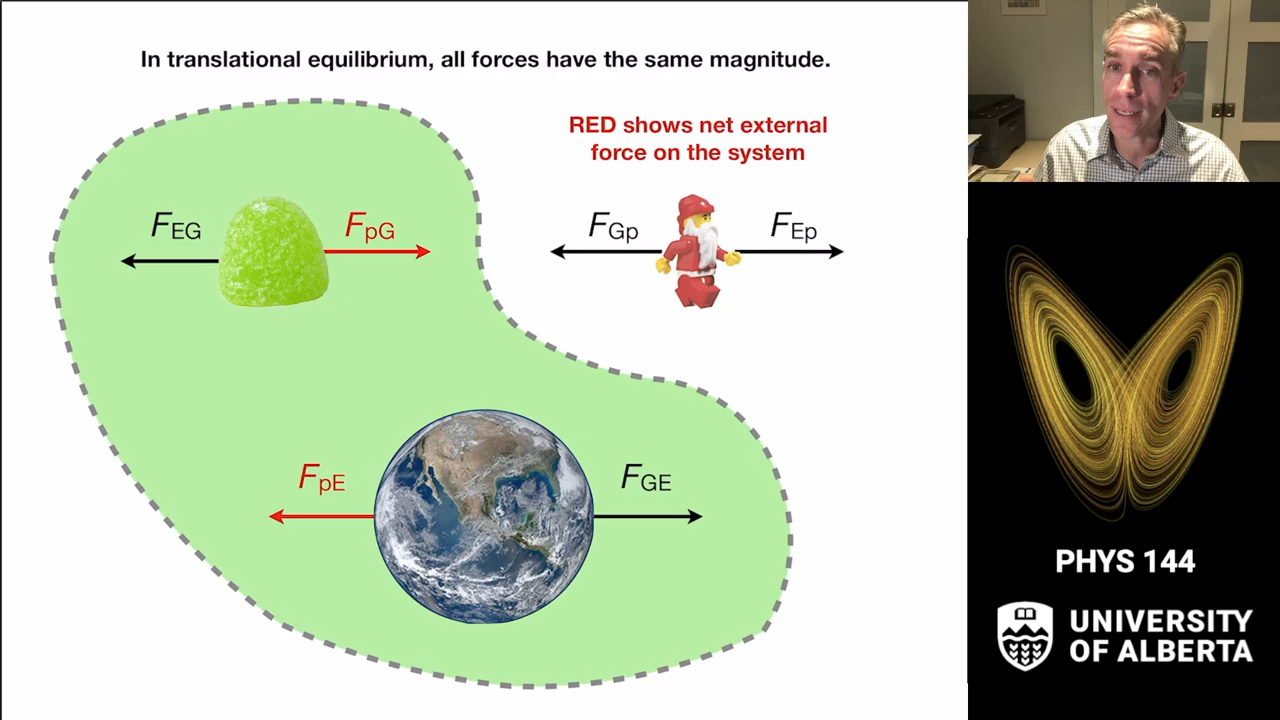 In translational equilibrium, all forces have the same magnitude.
RED shows net external
force on the system
FEG
FpG
FGp
FEp
FpE
FGE
PHYS 144
UNIVERSITY
OF ALBERTA